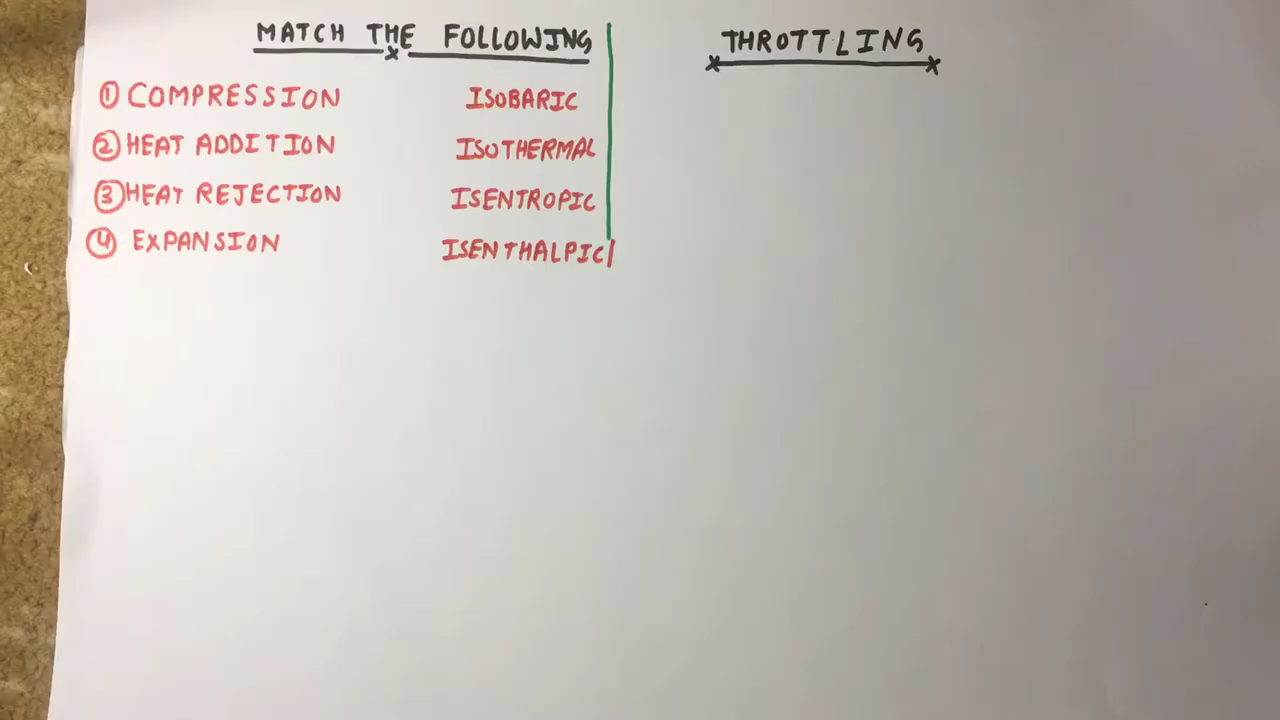 MATCH THE FOLLOWING
① COMPRESSION ISOBARIC
② HEAT ADDITION ISOTHERMAL
③ HEAT REJECTION ISENTROPIC
④ EXPANSION ISENTHALPIC
THROTTLING